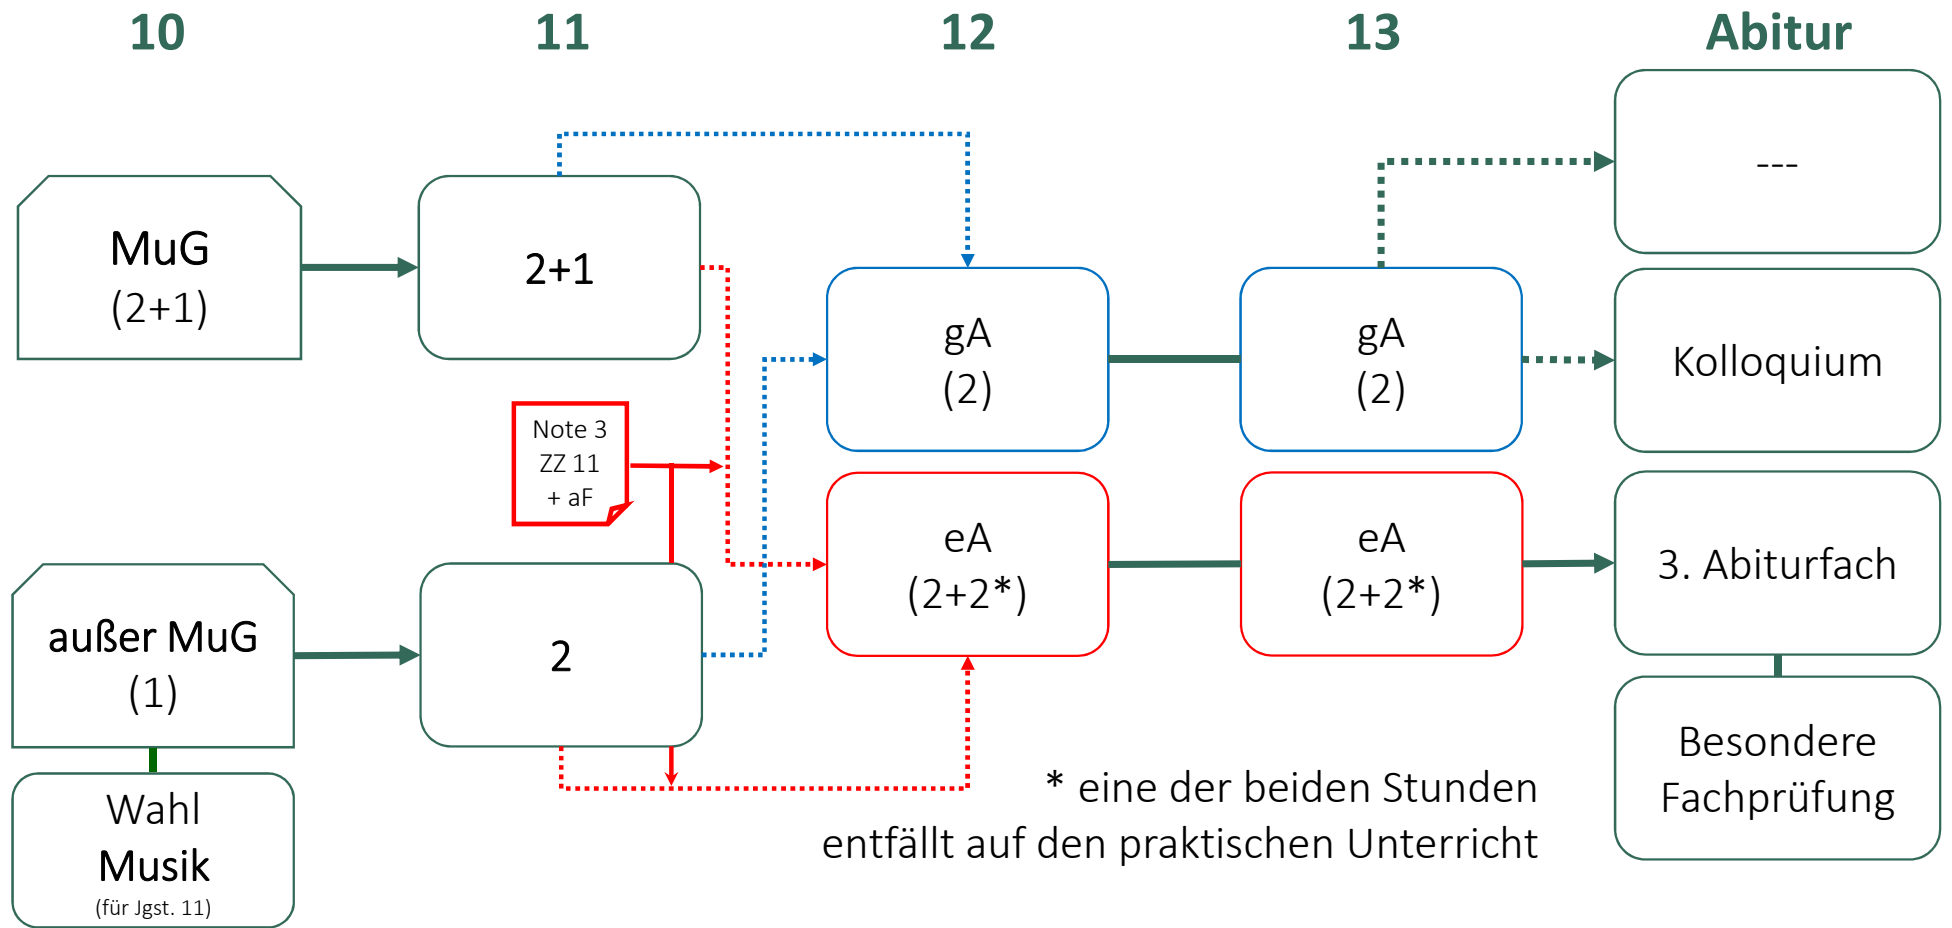 10
11
12
13
Abitur
MuG
(2+1)
2+1
gA
(2)
gA
(2)
---
Kolloquium
Note 3
ZZ 11
+ aF
außer MuG
(1)
2
eA
(2+2*)
eA
(2+2*)
3. Abiturfach
Wahl
Musik
(für Jgst. 11)
* eine der beiden Stunden
entfällt auf den praktischen Unterricht
Besondere
Fachprüfung